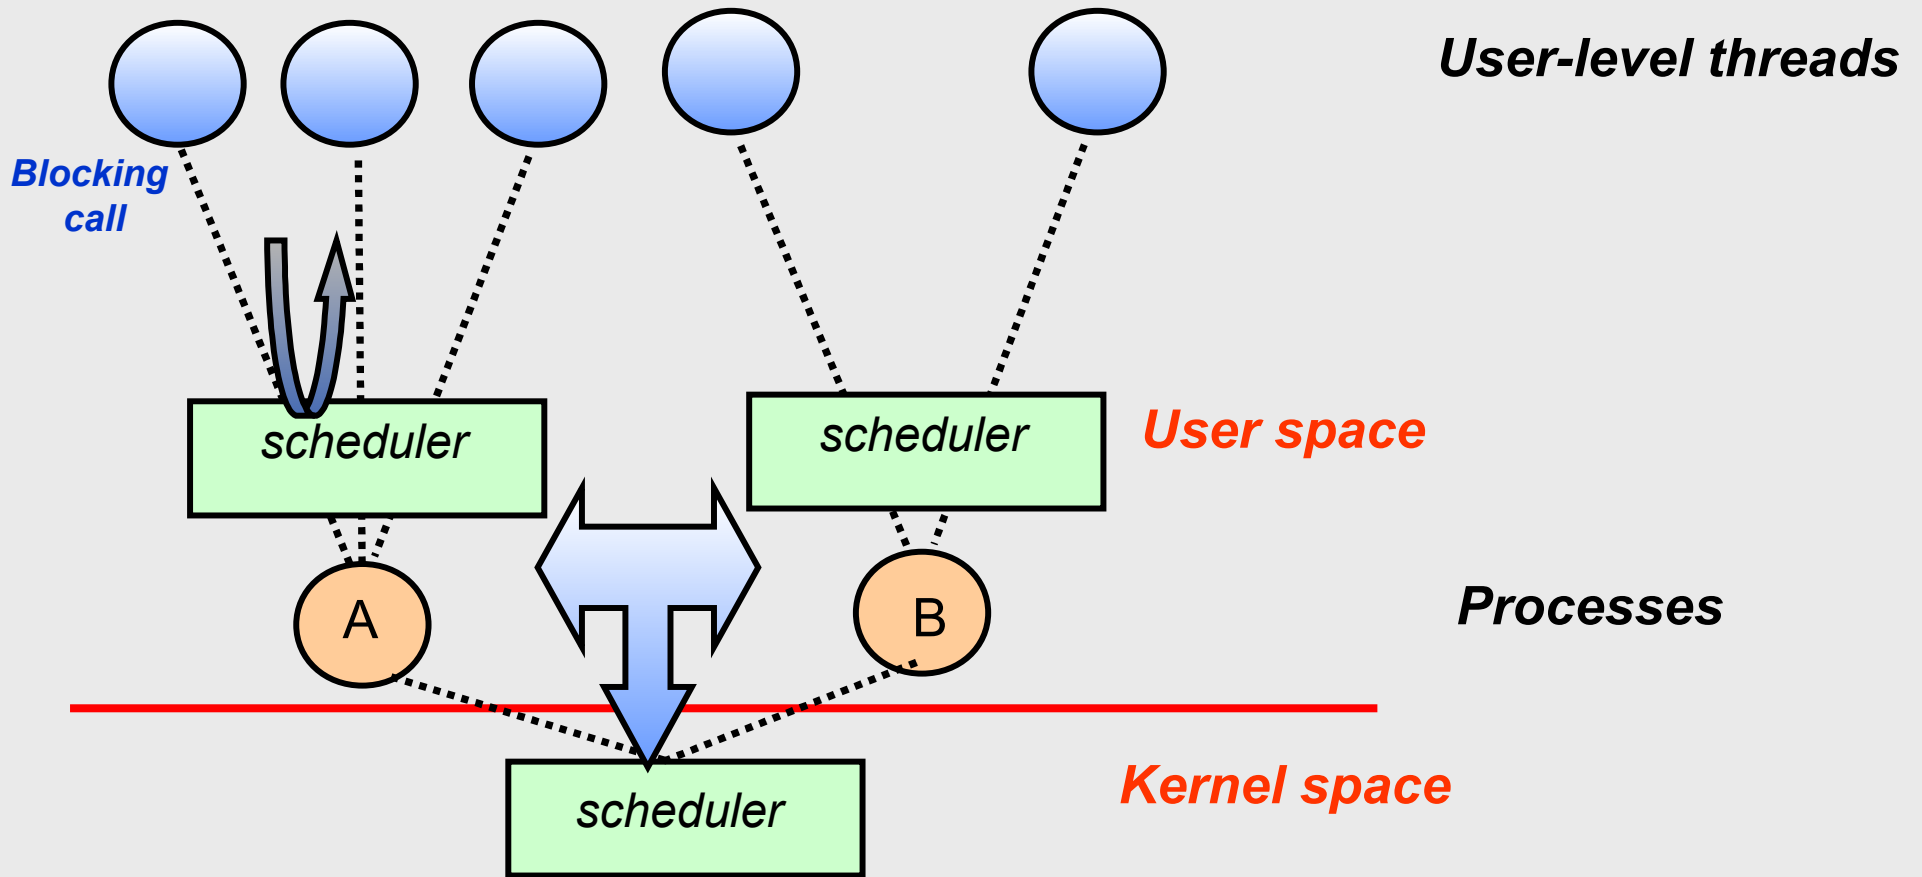 User-level threads
Blocking
call
scheduler
scheduler
User space
A
B
Processes
Kernel space
scheduler